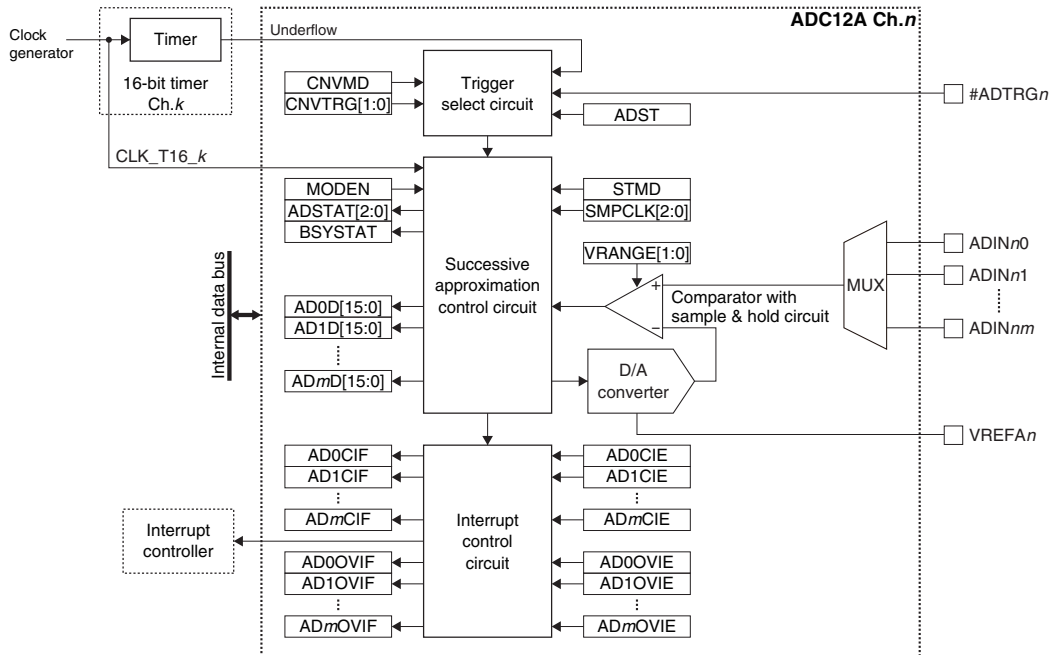 ADC12A Ch.n
Clock
generator
Timer
16-bit timer
Ch.k
Underflow
CNVMD
CNVTRG[1:0]
Trigger
select circuit
ADST
#ADTRGn
CLK_T16_k
MODEN
ADSTAT[2:0]
BSYSTAT
STMD
SMPCLK[2:0]
VRANGE[1:0]
Successive
approximation
control circuit
+
−
Comparator with
sample & hold circuit
MUX
ADINn0
ADINn1
ADINnm
Internal data bus
AD0D[15:0]
AD1D[15:0]
ADmD[15:0]
D/A
converter
VREFAn
AD0CIF
AD1CIF
ADmCIF
AD0CIE
AD1CIE
ADmCIE
Interrupt
controller
Interrupt
control
circuit
AD0OVIF
AD1OVIF
ADmOVIF
AD0OVIE
AD1OVIE
ADmOVIE